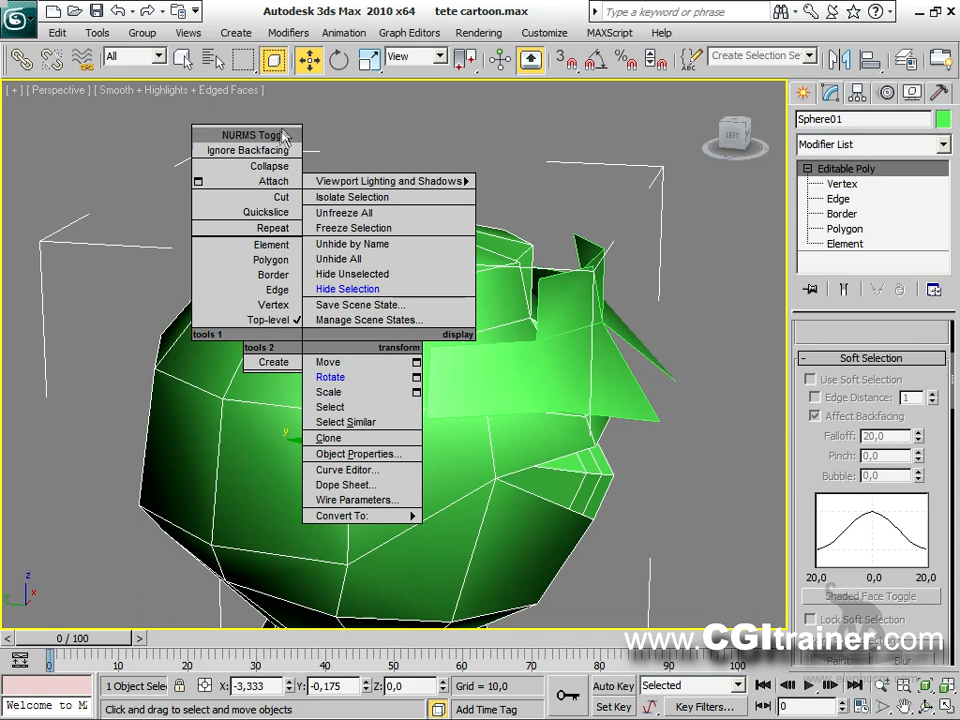 Autodesk 3ds Max 2010 x64 tete cartoon.max
Type a keyword or phrase
Edit Tools Group Views Create Modifiers Animation Graph Editors Rendering Customize MAXScript Help
All View 3 Create Selection Se
[ + ] [ Perspective ] [ Smooth + Highlights + Edged Faces ]
LEFT
Sphere01
Modifier List
Editable Poly
Vertex
Edge
Border
Polygon
Element
NURMS Toggle
Ignore Backfacing
Collapse
Attach
Cut
Quickslice
Repeat
Element
Polygon
Border
Edge
Vertex
Top-level
tools 1
tools 2
Create
Viewport Lighting and Shadows
Isolate Selection
Unfreeze All
Freeze Selection
Unhide by Name
Unhide All
Hide Unselected
Hide Selection
Save Scene State...
Manage Scene States...
display
transform
Move
Rotate
Scale
Select
Select Similar
Clone
Object Properties...
Curve Editor...
Dope Sheet...
Wire Parameters...
Convert To:
y
z
x
y
- Soft Selection
Use Soft Selection
Edge Distance: 1
Affect Backfacing
Falloff: 20,0
Pinch: 0,0
Bubble: 0,0
20,0 0,0 20,0
Shaded Face Toggle
Lock Soft Selection
Paint Blur
www.CGItrainer.com
< 0 / 100 >
0 10 20 30 40 50 60 70 80 90 100
1 Object Selec X: -3,333 Y: -0,175 Z: 0,0 Grid = 10,0 Auto Key Selected
Welcome to M Click and drag to select and move objects Add Time Tag Set Key Key Filters... 0